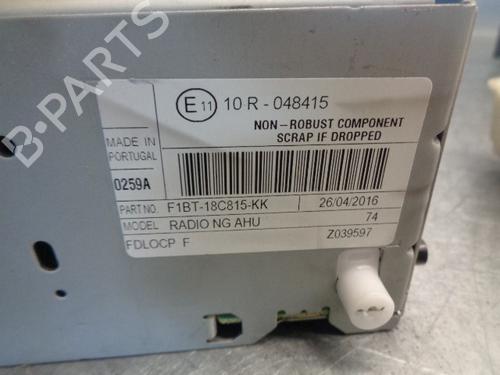 B-PARTS
E 11 10 R - 048415
NON - ROBUST COMPONENT
SCRAP IF DROPPED
MADE IN
PORTUGAL
0259A
PART NO. F1BT-18C815-KK 26/04/2016
MODEL RADIO NG AHU 74
FDLOCP F Z039597